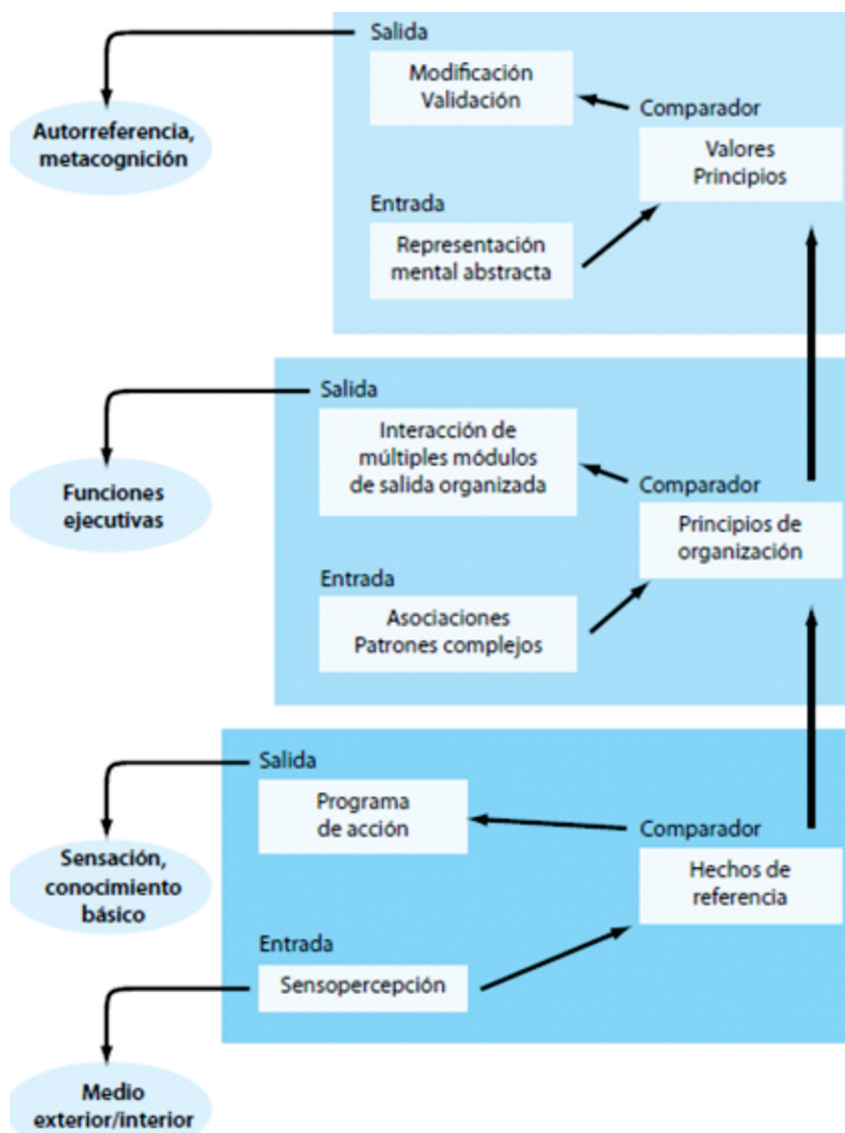 Salida
Modificación
Validación
Comparador
Autorreferencia,
metacognición
Valores
Principios
Entrada
Representación
mental abstracta
Salida
Interacción de
múltiples módulos
de salida organizada
Comparador
Funciones
ejecutivas
Principios de
organización
Entrada
Asociaciones
Patrones complejos
Salida
Programa
de acción
Comparador
Sensación,
conocimiento
básico
Hechos de
referencia
Entrada
Sensopercepción
Medio
exterior/interior